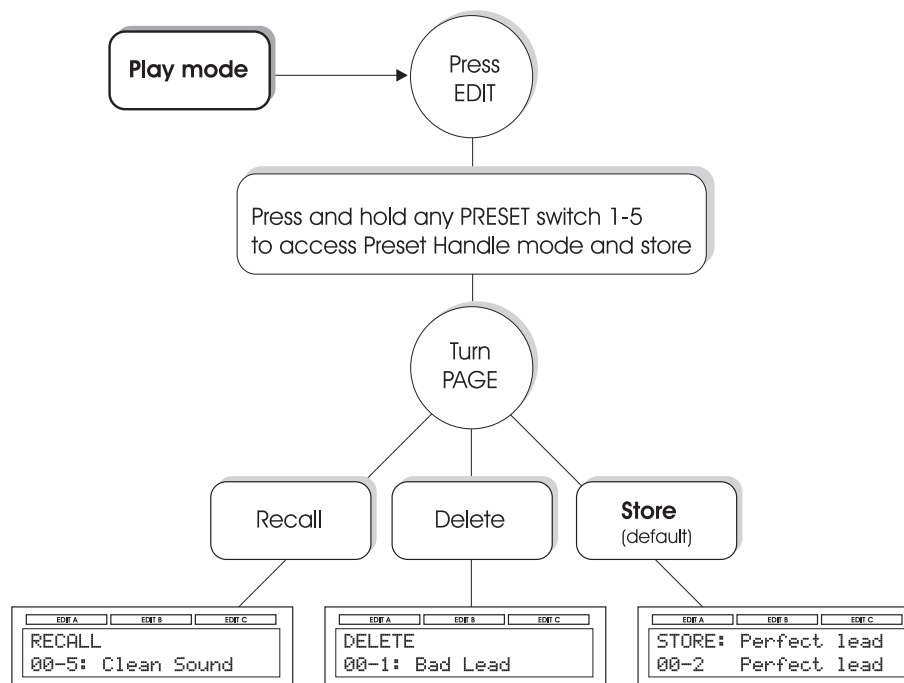 Play mode
Press
EDIT
Press and hold any PRESET switch 1-5
to access Preset Handle mode and store
Turn
PAGE
Recall
Delete
Store
(default)
EDIT A EDIT B EDIT C
RECALL
00-5: Clean Sound
EDIT A EDIT B EDIT C
DELETE
00-1: Bad Lead
EDIT A EDIT B EDIT C
STORE: Perfect lead
00-2 Perfect lead